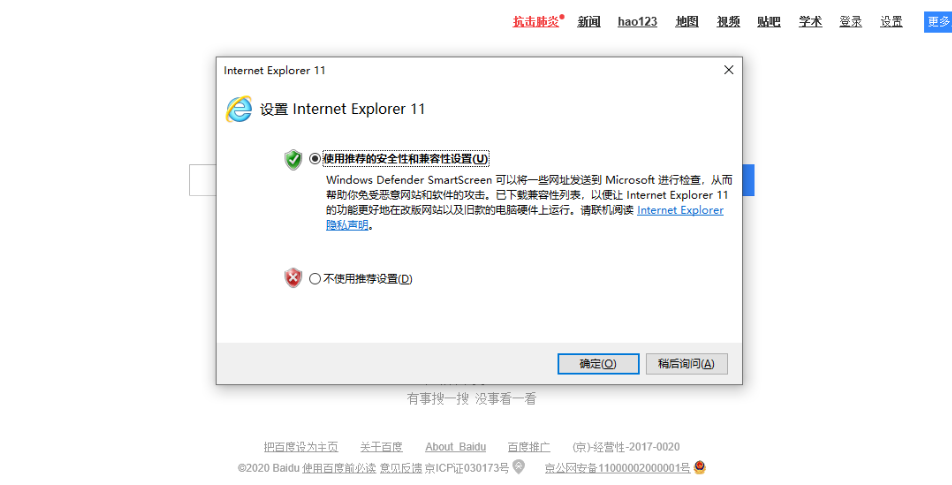 抗击肺炎 新闻 hao123 地图 视频 贴吧 学术 登录 设置 更多
Internet Explorer 11
设置 Internet Explorer 11
使用推荐的安全性和兼容性设置(U)
Windows Defender SmartScreen 可以将一些网址发送到 Microsoft 进行检查，从而
帮助你免受恶意网站和软件的攻击。已下载兼容性列表，以便让 Internet Explorer 11
的功能更好地在改版网站以及旧款的电脑硬件上运行。请联机阅读 Internet Explorer
隐私声明。
不使用推荐设置(D)
确定(O) 稍后询问(A)
有事搜一搜 没事看一看
把百度设为主页 关于百度 About Baidu 百度推广 (京)-经营性-2017-0020
©2020 Baidu 使用百度前必读 意见反馈 京ICP证030173号 京公网安备11000002000001号